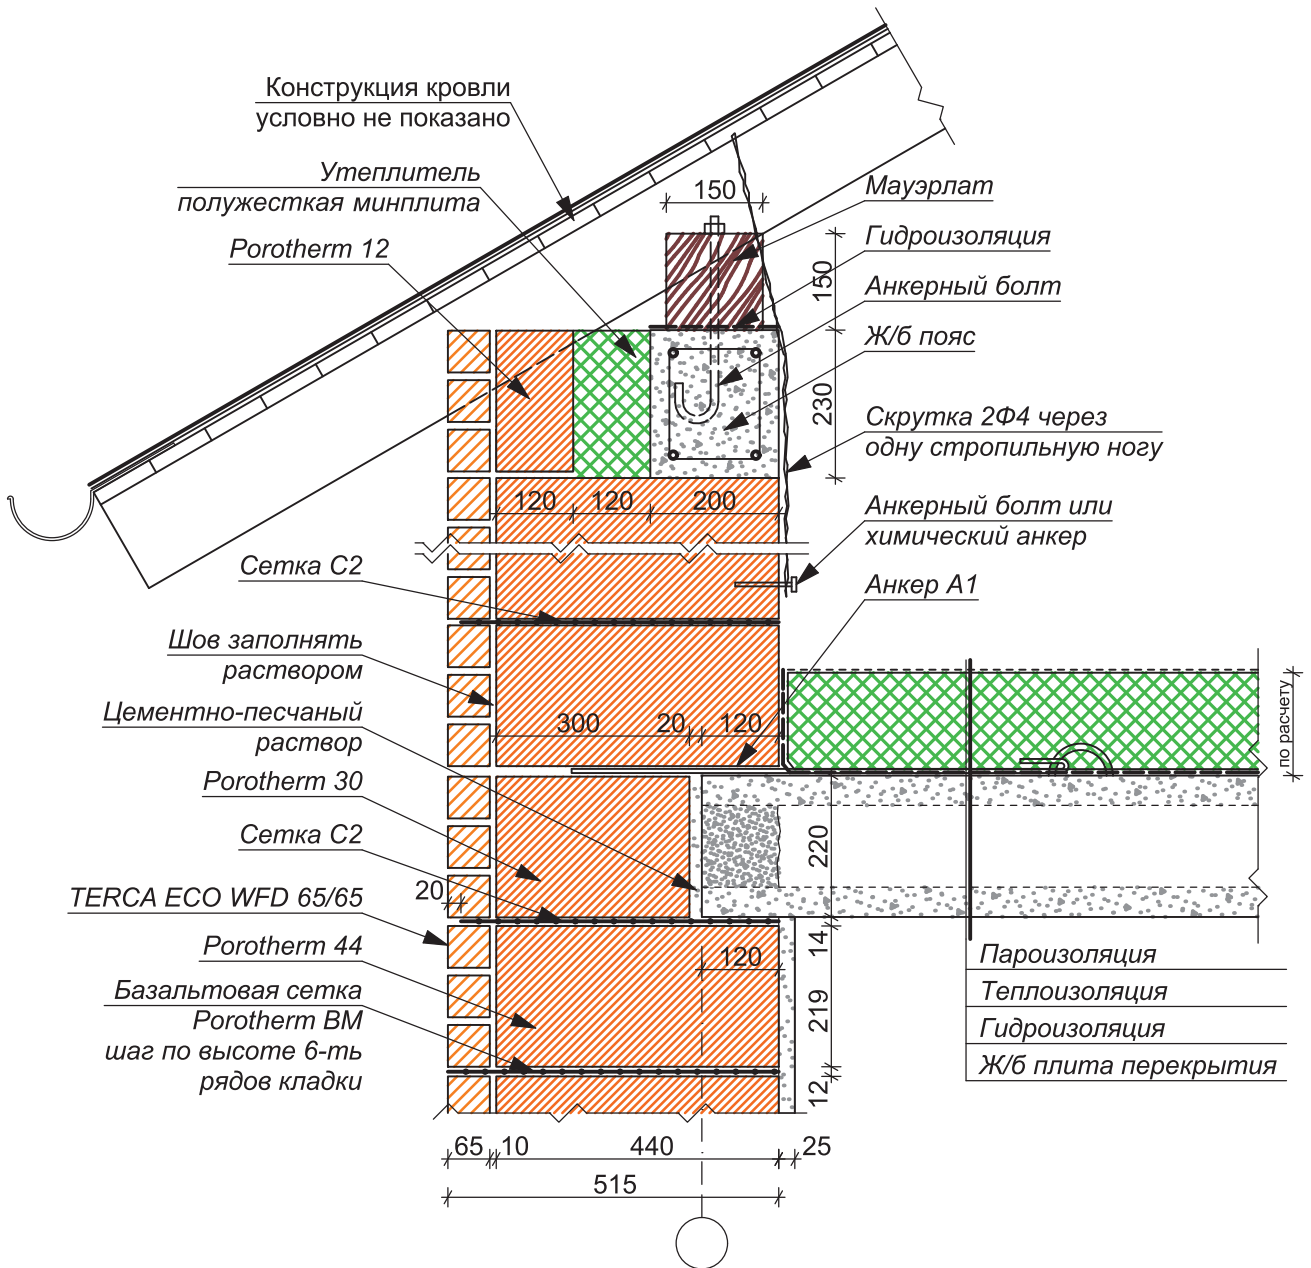 Конструкция кровли
условно не показано
Утеплитель
полужесткая минплита
Porotherm 12
150
Мауэрлат
Гидроизоляция
150
Анкерный болт
Ж/б пояс
230
Скрутка 2Ф4 через
одну стропильную ногу
120
120
200
Анкерный болт или
химический анкер
Сетка С2
Анкер А1
Шов заполнять
раствором
Цементно-песчаный
раствор
300
20
120
по расчету
Porotherm 30
Сетка С2
220
20
TERCA ECO WFD 65/65
Porotherm 44
14
120
Базальтовая сетка
Porotherm BM
шаг по высоте 6-ть
рядов кладки
219
12
Пароизоляция
Теплоизоляция
Гидроизоляция
Ж/б плита перекрытия
65
10
440
25
515